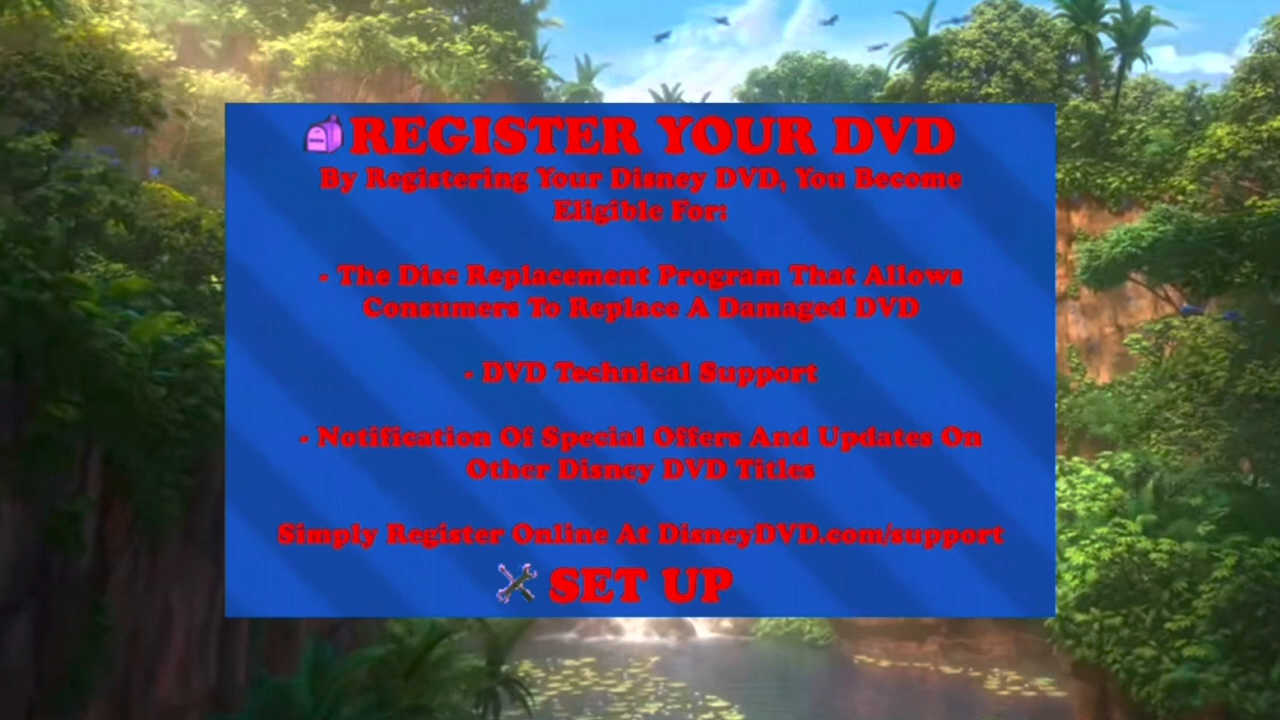 REGISTER YOUR DVD
By Registering Your Disney DVD, You Become
Eligible For:
- The Disc Replacement Program That Allows
Consumers To Replace A Damaged DVD
- DVD Technical Support
- Notification Of Special Offers And Updates On
Other Disney DVD Titles
Simply Register Online At DisneyDVD.com/support
SET UP